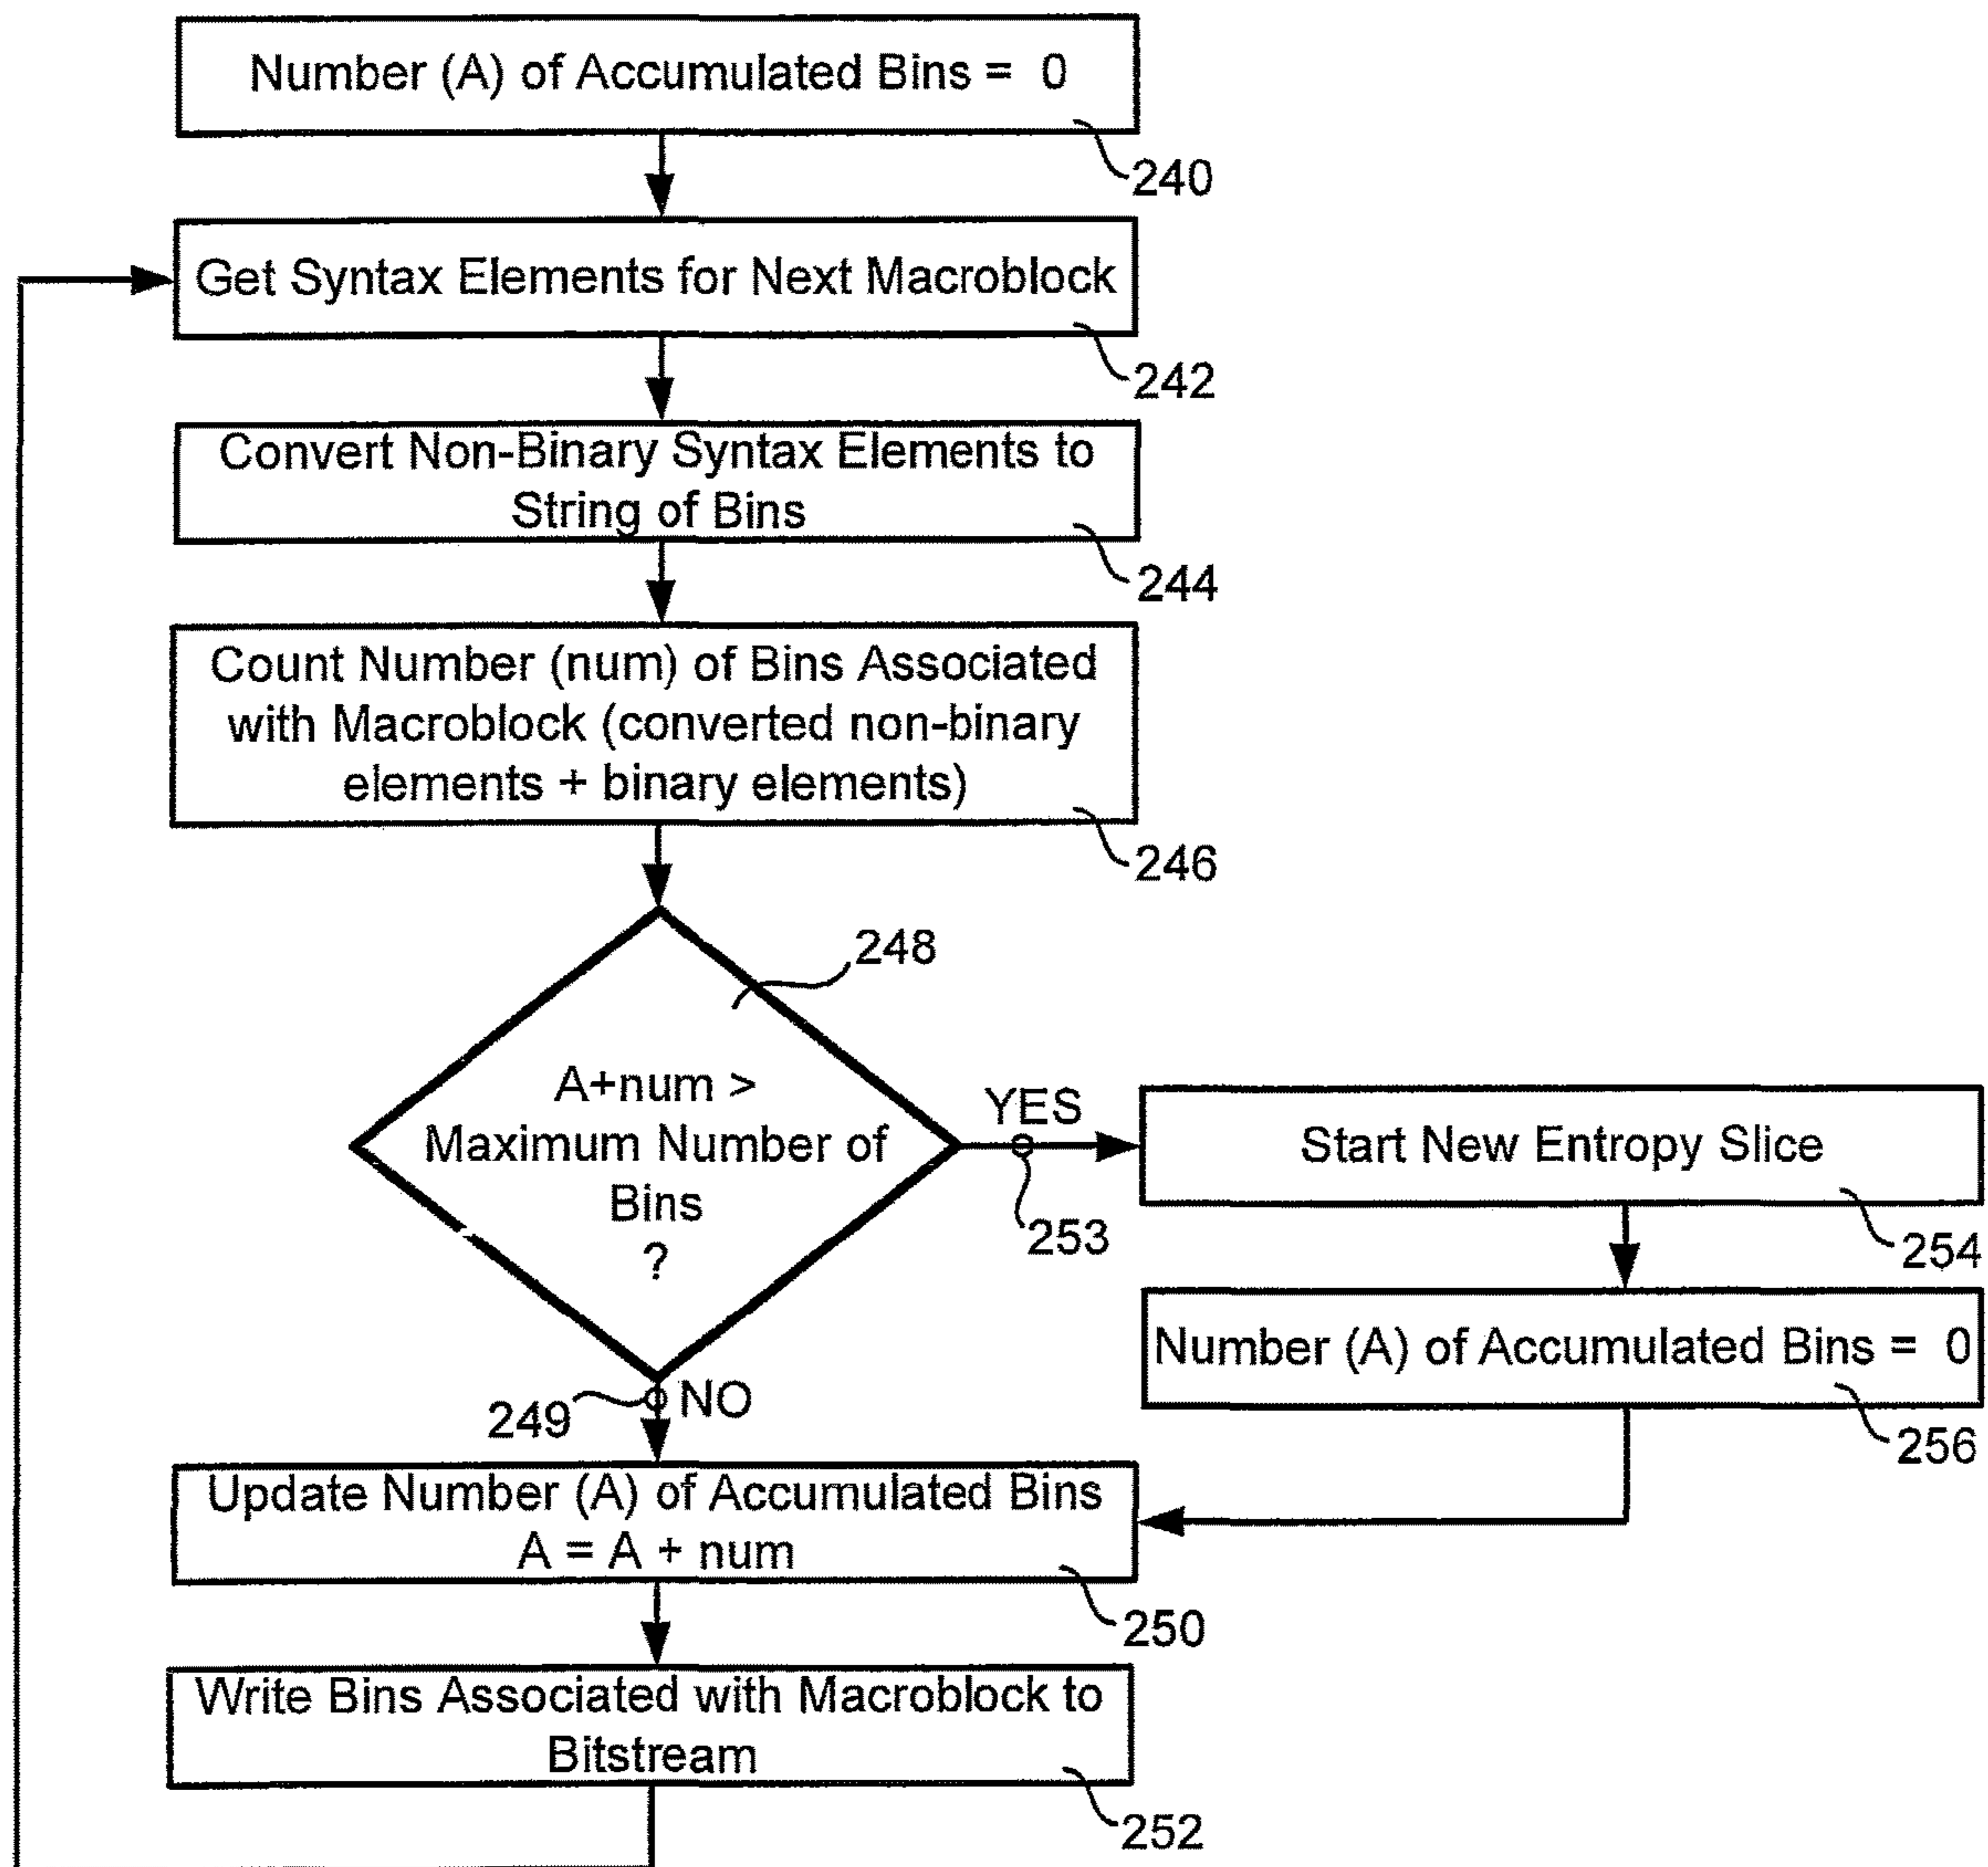 Number (A) of Accumulated Bins = 0
240
Get Syntax Elements for Next Macroblock
242
Convert Non-Binary Syntax Elements to
String of Bins
244
Count Number (num) of Bins Associated
with Macroblock (converted non-binary
elements + binary elements)
246
248
A+num >
Maximum Number of
Bins
?
YES
253
Start New Entropy Slice
254
Number (A) of Accumulated Bins = 0
256
249
NO
Update Number (A) of Accumulated Bins
A = A + num
250
Write Bins Associated with Macroblock to
Bitstream
252